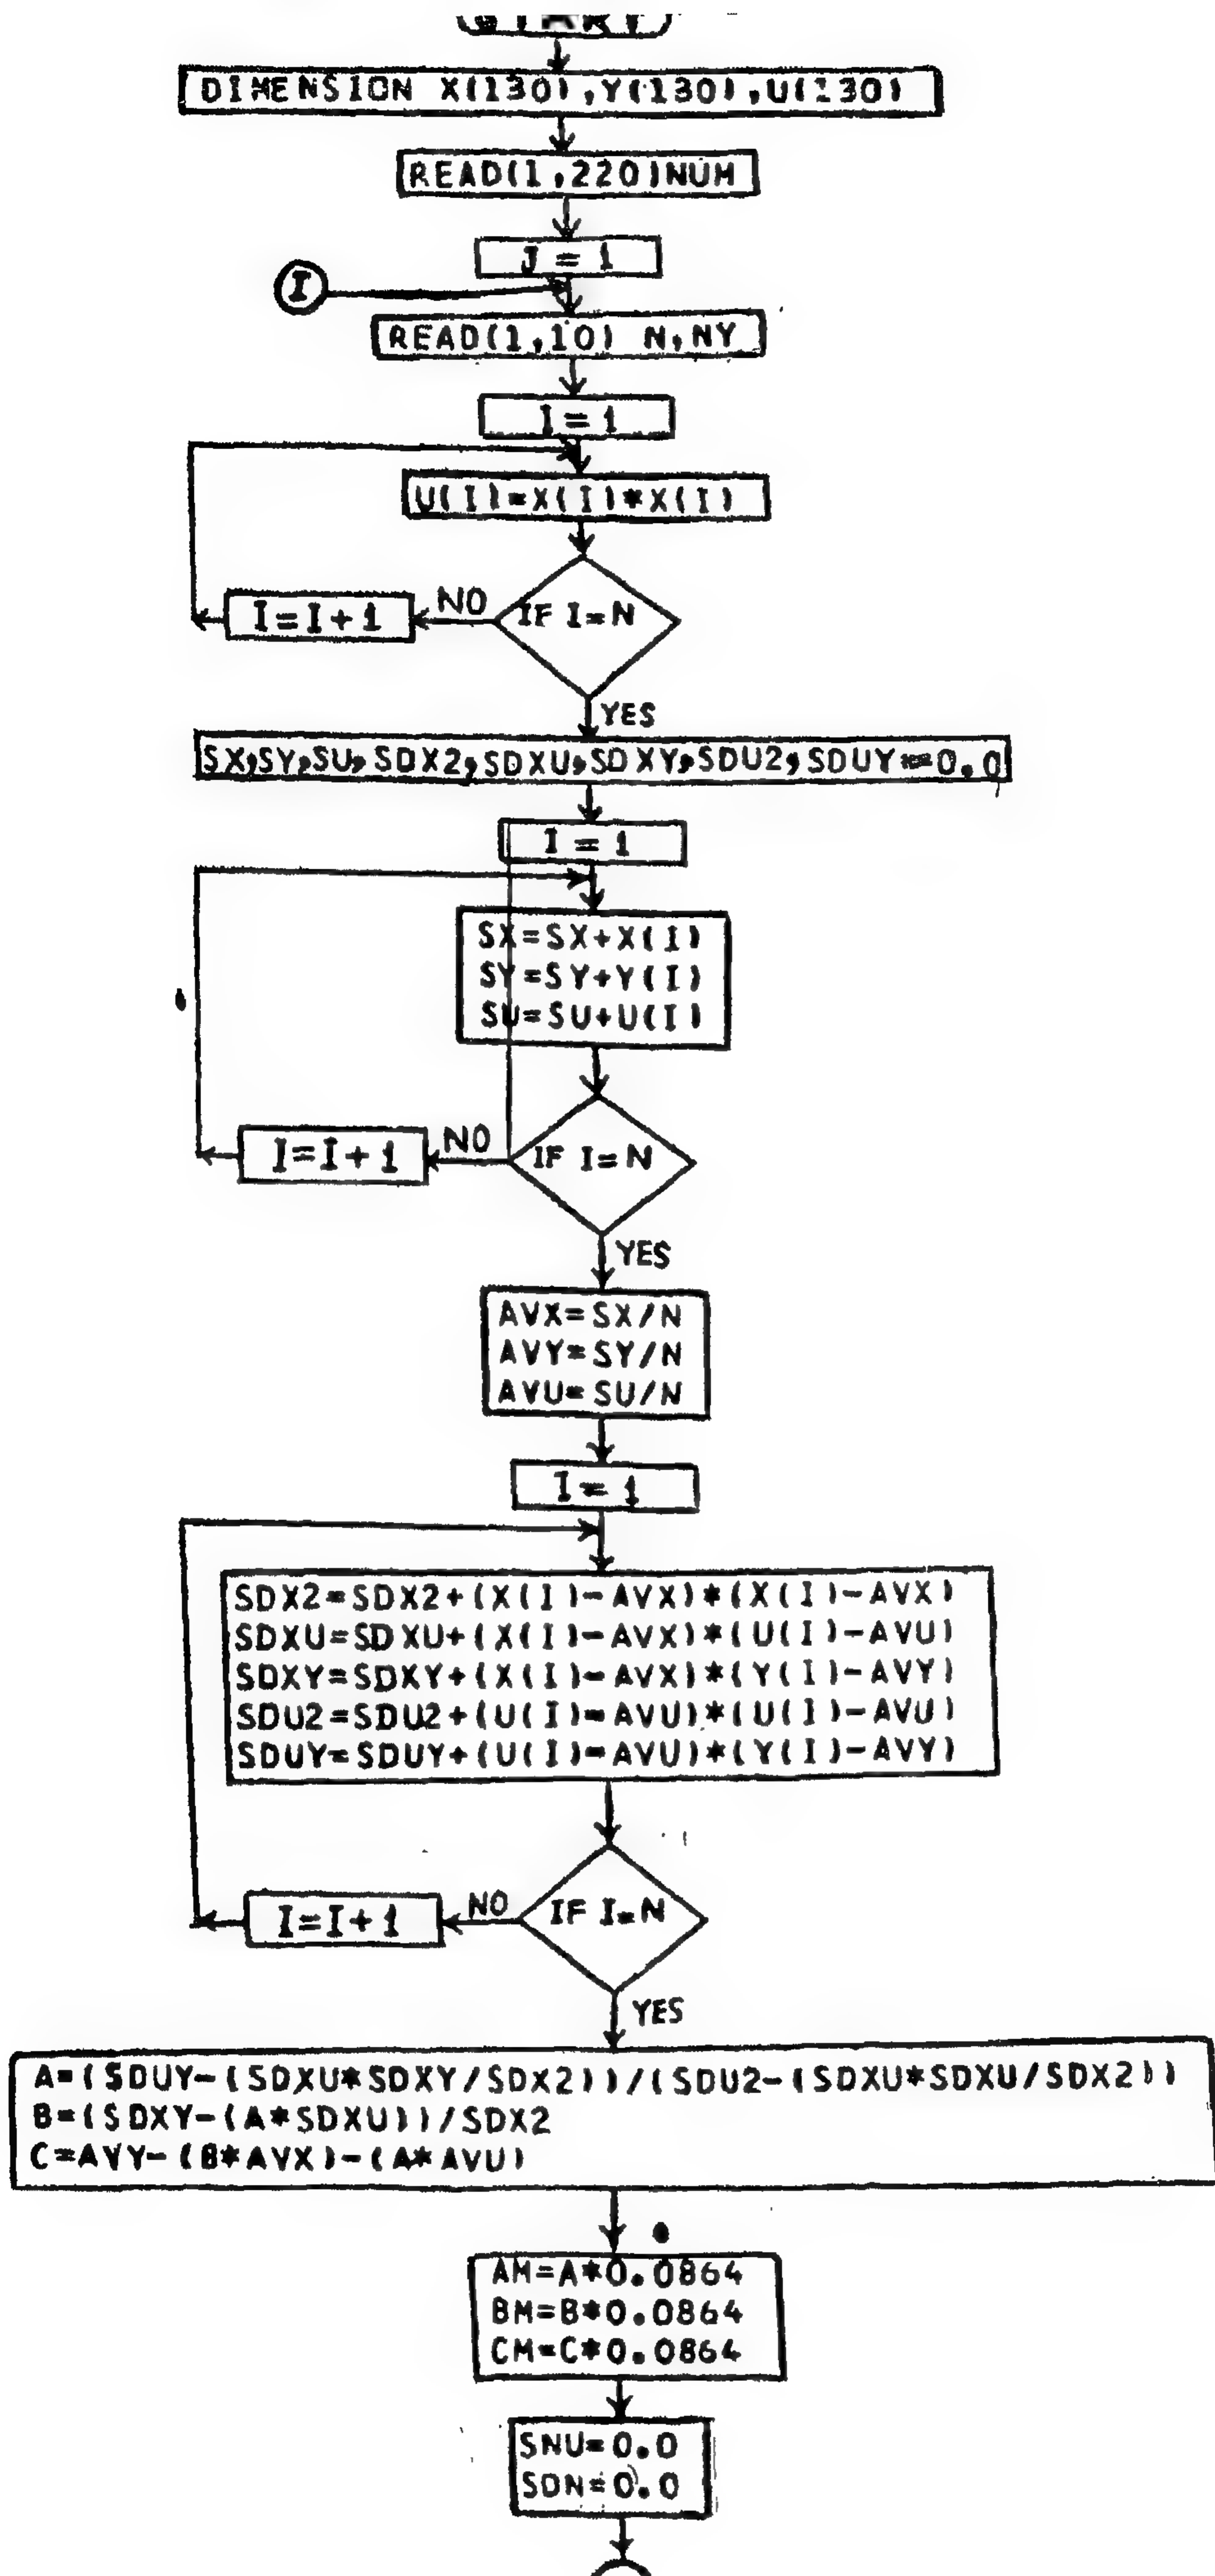 START
DIMENSION X(130),Y(130),U(130)
READ(1,220)NUM
J = 1
I
READ(1,10) N,NY
I = 1
U(I)=X(I)*X(I)
IF I=N
NO
I=I+1
YES
SX,SY,SU,SDX2,SDXU,SDXY,SDU2,SDUY=0.0
I = 1
SX=SX+X(I)
SY=SY+Y(I)
SU=SU+U(I)
IF I=N
NO
I=I+1
YES
AVX=SX/N
AVY=SY/N
AVU=SU/N
I = 1
SDX2=SDX2+(X(I)-AVX)*(X(I)-AVX)
SDXU=SDXU+(X(I)-AVX)*(U(I)-AVU)
SDXY=SDXY+(X(I)-AVX)*(Y(I)-AVY)
SDU2=SDU2+(U(I)-AVU)*(U(I)-AVU)
SDUY=SDUY+(U(I)-AVU)*(Y(I)-AVY)
IF I=N
NO
I=I+1
YES
A=(SDUY-(SDXU*SDXY/SDX2))/(SDU2-(SDXU*SDXU/SDX2))
B=(SDXY-(A*SDXU))/SDX2
C=AVY-(B*AVX)-(A*AVU)
AM=A*0.0864
BM=B*0.0864
CM=C*0.0864
SNU=0.0
SDN=0.0